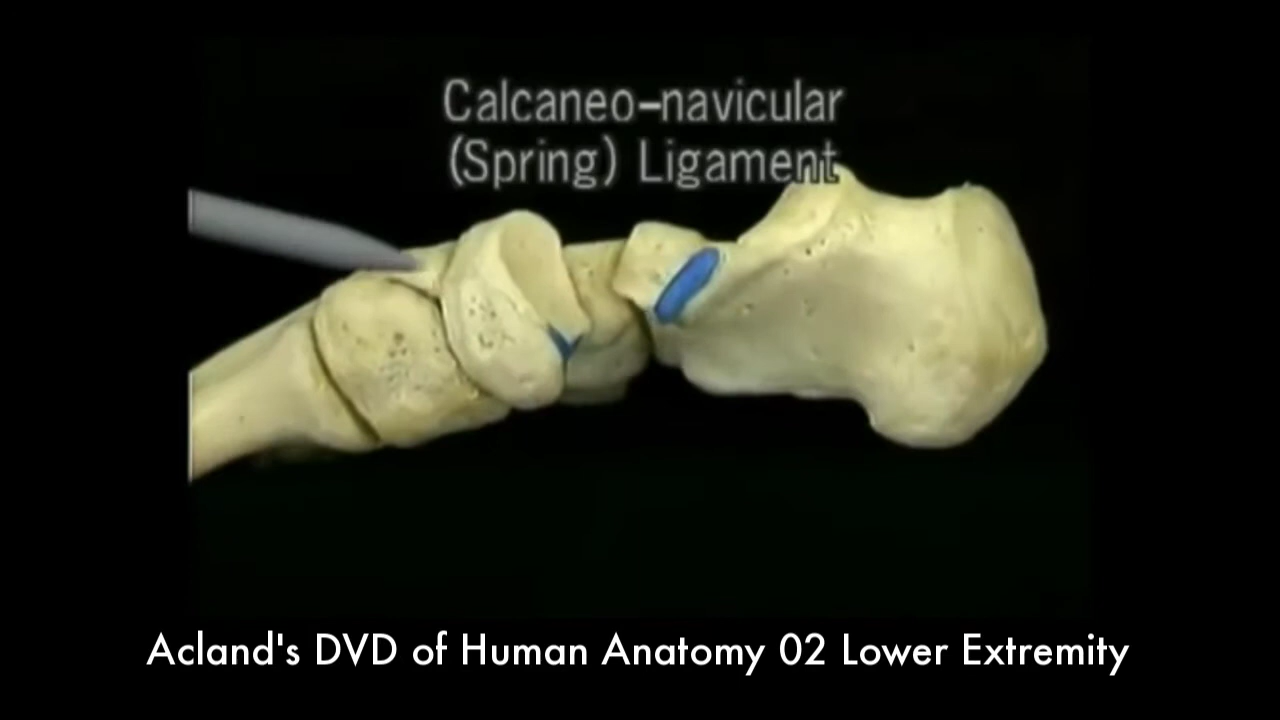 Calcaneo-navicular
(Spring) Ligament
Acland's DVD of Human Anatomy 02 Lower Extremity